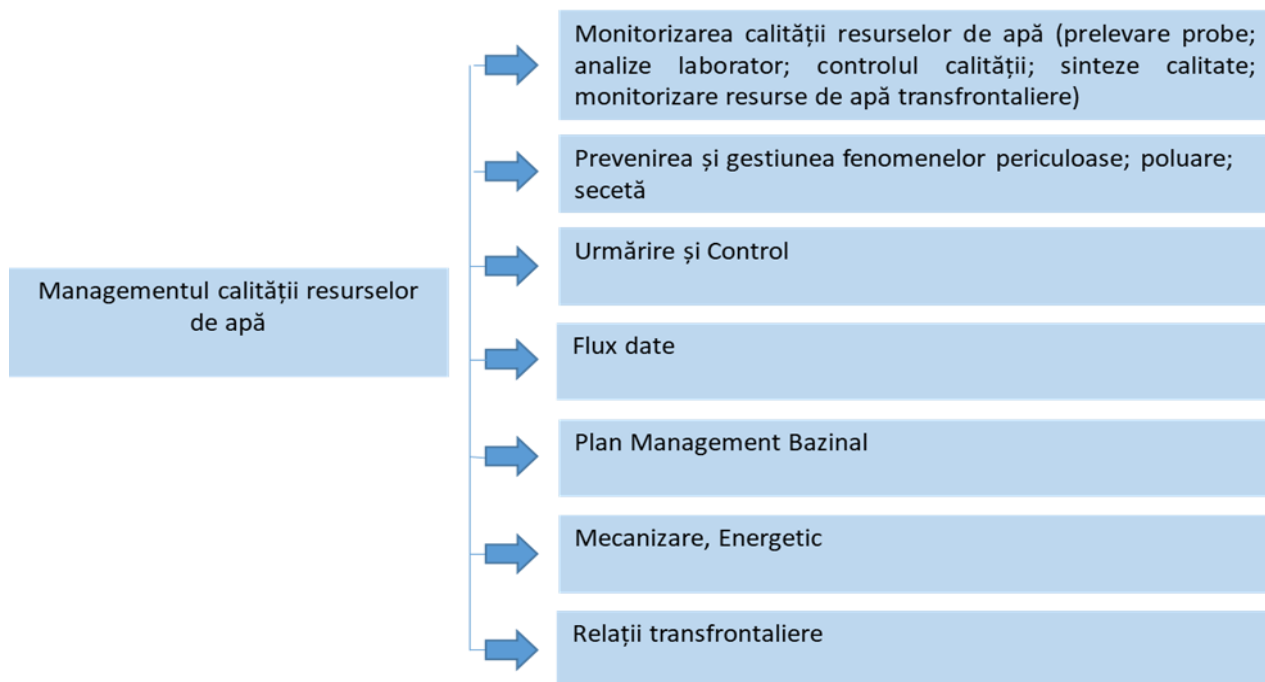 Monitorizarea calității resurselor de apă (prelevare probe;
analize laborator; controlul calității; sinteze calitate;
monitorizare resurse de apă transfrontaliere)
Prevenirea și gestiunea fenomenelor periculoase; poluare;
secetă
Urmărire și Control
Managementul calității resurselor
de apă
Flux date
Plan Management Bazinal
Mecanizare, Energetic
Relații transfrontaliere